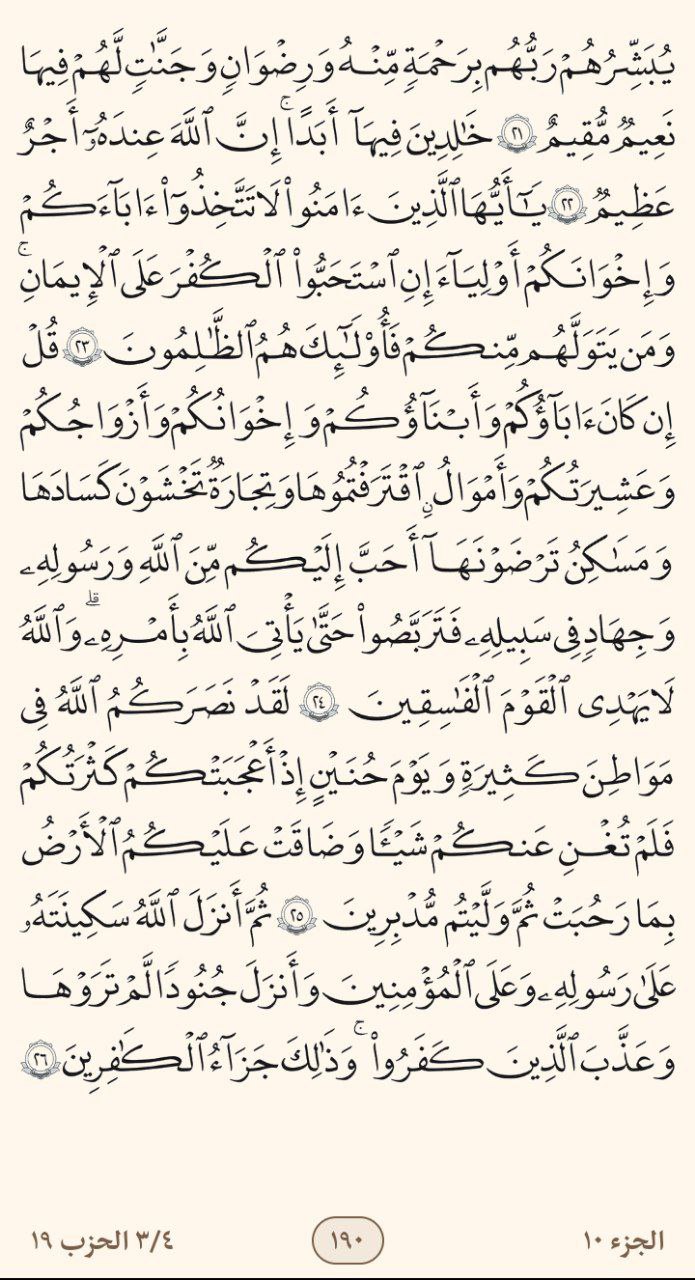 يُبَشِّرُهُمْ رَبُّهُم بِرَحْمَةٍ مِّنْهُ وَرِضْوَانٍ وَجَنَّاتٍ لَّهُمْ فِيهَا
نَعِيمٌ مُّقِيمٌ ٢١ خَالِدِينَ فِيهَآ أَبَدًا ۚ إِنَّ ٱللَّهَ عِندَهُۥٓ أَجْرٌ
عَظِيمٌ ٢٢ يَـٰٓأَيُّهَا ٱلَّذِينَ ءَامَنُوا۟ لَا تَتَّخِذُوٓا۟ ءَابَآءَكُمْ
وَإِخْوَٰنَكُمْ أَوْلِيَآءَ إِنِ ٱسْتَحَبُّوا۟ ٱلْكُفْرَ عَلَى ٱلْإِيمَـٰنِ ۚ
وَمَن يَتَوَلَّهُم مِّنكُمْ فَأُو۟لَـٰٓئِكَ هُمُ ٱلظَّـٰلِمُونَ ٢٣ قُلْ
إِن كَانَ ءَابَآؤُكُمْ وَأَبْنَآؤُكُمْ وَإِخْوَٰنُكُمْ وَأَزْوَٰجُكُمْ
وَعَشِيرَتُكُمْ وَأَمْوَٰلٌ ٱقْتَرَفْتُمُوهَا وَتِجَـٰرَةٌ تَخْشَوْنَ كَسَادَهَا
وَمَسَـٰكِنُ تَرْضَوْنَهَآ أَحَبَّ إِلَيْكُم مِّنَ ٱللَّهِ وَرَسُولِهِۦ
وَجِهَادٍ فِى سَبِيلِهِۦ فَتَرَبَّصُوا۟ حَتَّىٰ يَأْتِىَ ٱللَّهُ بِأَمْرِهِۦ ۗ وَٱللَّهُ
لَا يَهْدِى ٱلْقَوْمَ ٱلْفَـٰسِقِينَ ٢٤ لَقَدْ نَصَرَكُمُ ٱللَّهُ فِى
مَوَاطِنَ كَثِيرَةٍ وَيَوْمَ حُنَيْنٍ إِذْ أَعْجَبَتْكُمْ كَثْرَتُكُمْ
فَلَمْ تُغْنِ عَنكُمْ شَيْـًٔا وَضَاقَتْ عَلَيْكُمُ ٱلْأَرْضُ
بِمَا رَحُبَتْ ثُمَّ وَلَّيْتُم مُّدْبِرِينَ ٢٥ ثُمَّ أَنزَلَ ٱللَّهُ سَكِينَتَهُۥ
عَلَىٰ رَسُولِهِۦ وَعَلَى ٱلْمُؤْمِنِينَ وَأَنزَلَ جُنُودًا لَّمْ تَرَوْهَا
وَعَذَّبَ ٱلَّذِينَ كَفَرُوا۟ ۚ وَذَٰلِكَ جَزَآءُ ٱلْكَـٰفِرِينَ ٢٦
الجزء ١٠
١٩٠
٣/٤ الحزب ١٩